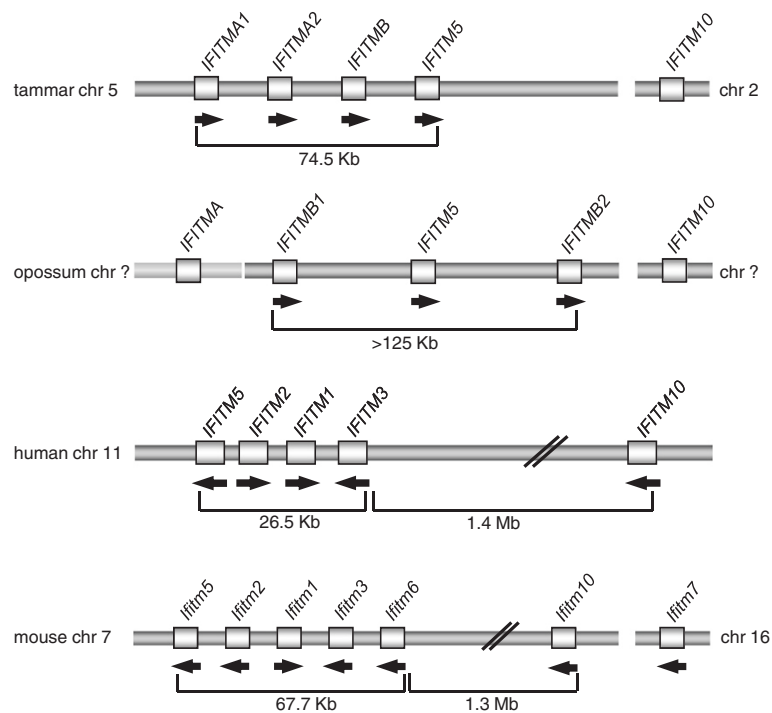 IFITMA1 IFITMA2 IFITMB IFITM5 IFITM10
tammar chr 5 chr 2
74.5 Kb
IFITMA IFITMB1 IFITM5 IFITMB2 IFITM10
opossum chr ? chr ?
>125 Kb
IFITM5 IFITM2 IFITM1 IFITM3 IFITM10
human chr 11
26.5 Kb 1.4 Mb
Ifitm5 Ifitm2 Ifitm1 Ifitm3 Ifitm6 Ifitm10 Ifitm7
mouse chr 7 chr 16
67.7 Kb 1.3 Mb